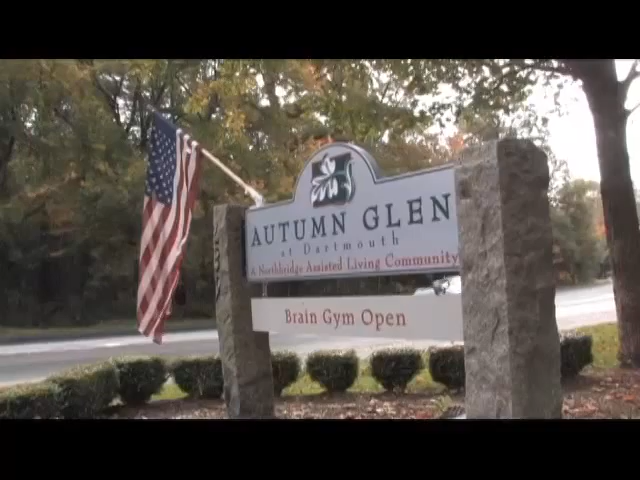 AUTUMN GLEN
at Dartmouth
A Northbridge Assisted Living Community
Brain Gym Open